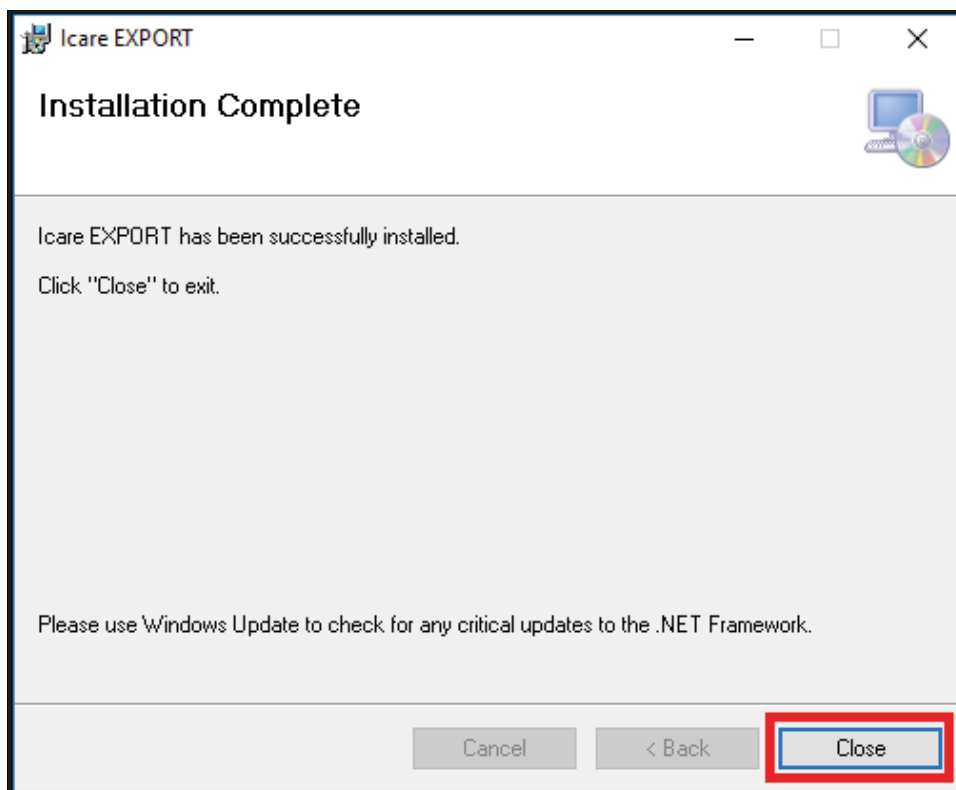 Icare EXPORT
Installation Complete
Icare EXPORT has been successfully installed.
Click "Close" to exit.
Please use Windows Update to check for any critical updates to the .NET Framework.
Cancel
< Back
Close